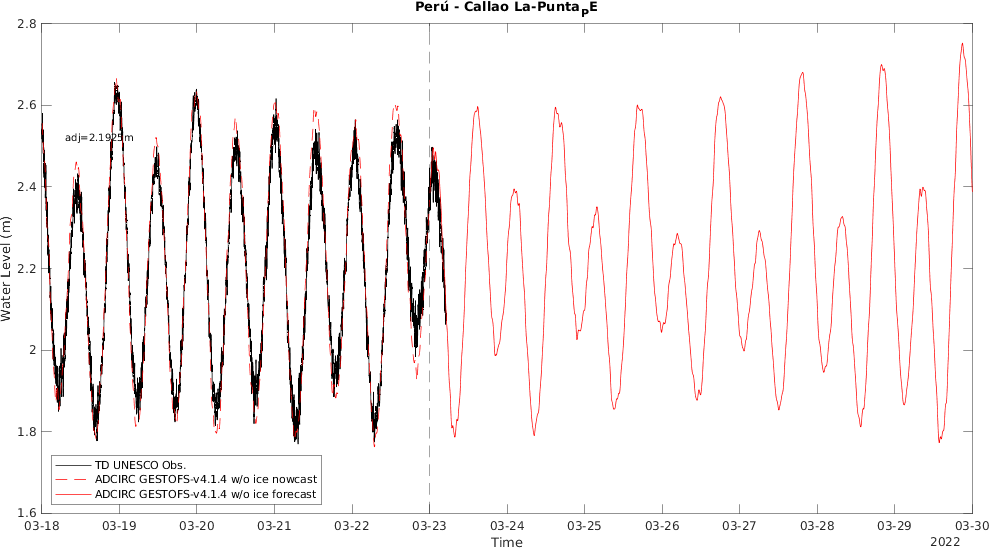 Perú - Callao La-Punta_PE
2.8
2.6
2.4
2.2
2
1.8
1.6
Water Level (m)
adj=2.1925m
TD UNESCO Obs.
ADCIRC GESTOFS-v4.1.4 w/o ice nowcast
ADCIRC GESTOFS-v4.1.4 w/o ice forecast
03-18 03-19 03-20 03-21 03-22 03-23 03-24 03-25 03-26 03-27 03-28 03-29 03-30
Time
2022